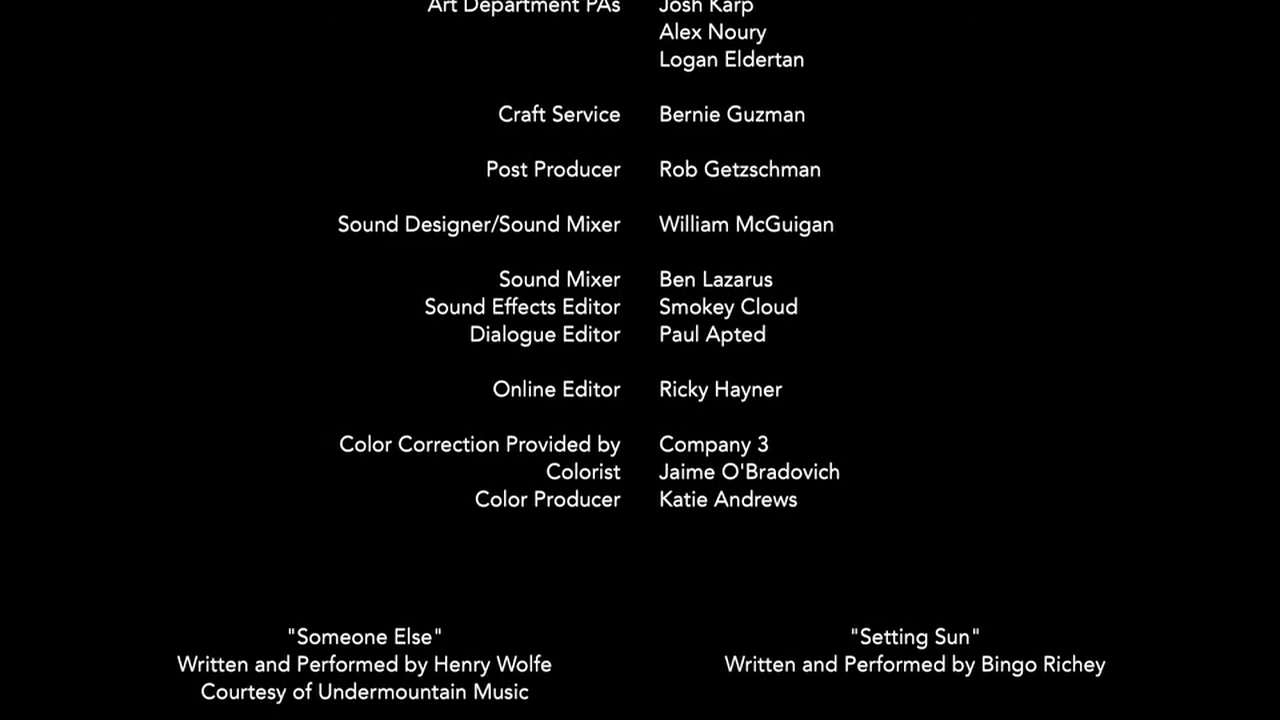 Art Department PAs Josh Karp
Alex Noury
Logan Eldertan
Craft Service Bernie Guzman
Post Producer Rob Getzschman
Sound Designer/Sound Mixer William McGuigan
Sound Mixer Ben Lazarus
Sound Effects Editor Smokey Cloud
Dialogue Editor Paul Apted
Online Editor Ricky Hayner
Color Correction Provided by Company 3
Colorist Jaime O'Bradovich
Color Producer Katie Andrews
"Someone Else"
Written and Performed by Henry Wolfe
Courtesy of Undermountain Music
"Setting Sun"
Written and Performed by Bingo Richey